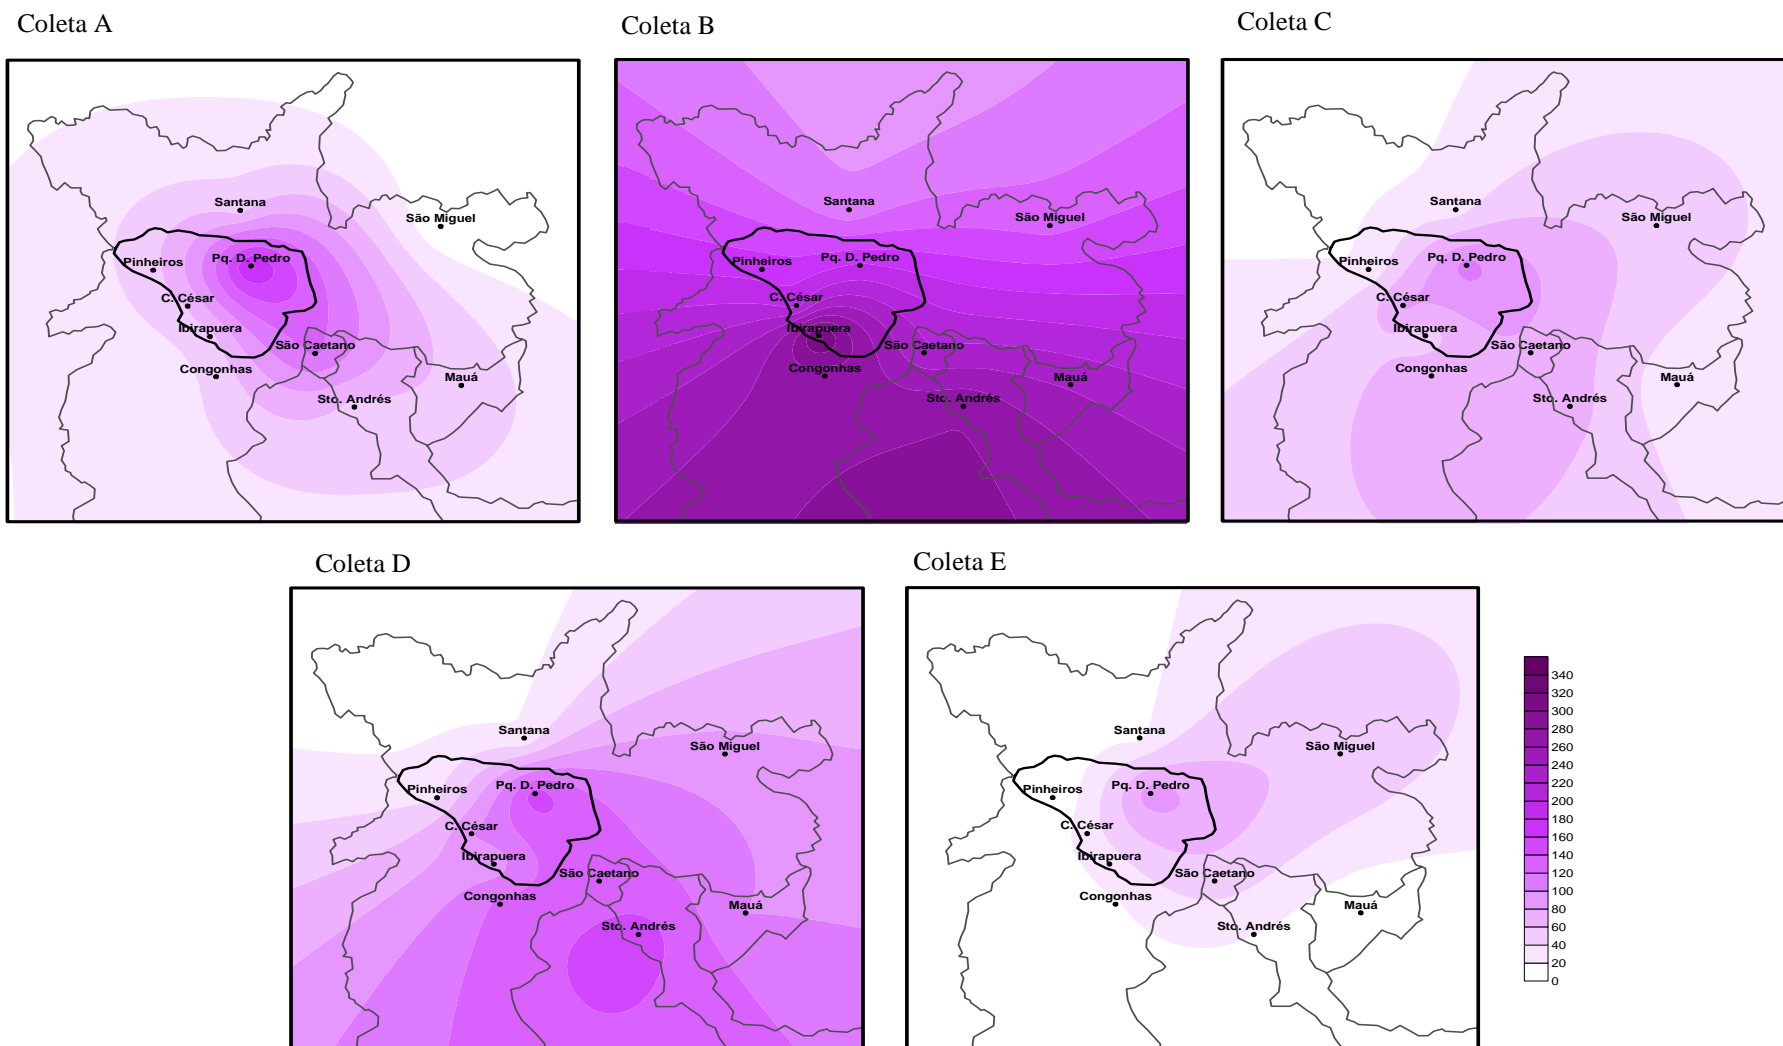 Coleta A
Coleta B
Coleta C
Santana
São Miguel
Pq. D. Pedro
Pinheiros
C. César
Ibirapuera
São Caetano
Congonhas
Mauá
Sto. Andrés
Santana
São Miguel
Pq. D. Pedro
Pinheiros
C. César
Ibirapuera
São Caetano
Congonhas
Mauá
Sto. Andrés
Santana
São Miguel
Pq. D. Pedro
Pinheiros
C. César
Ibirapuera
São Caetano
Congonhas
Mauá
Sto. Andrés
Coleta D
Coleta E
Santana
São Miguel
Pq. D. Pedro
Pinheiros
C. César
Ibirapuera
São Caetano
Congonhas
Mauá
Sto. Andrés
Santana
São Miguel
Pq. D. Pedro
Pinheiros
C. César
Ibirapuera
São Caetano
Congonhas
Mauá
Sto. Andrés
340
320
300
280
260
240
220
200
180
160
140
120
100
80
60
40
20
0